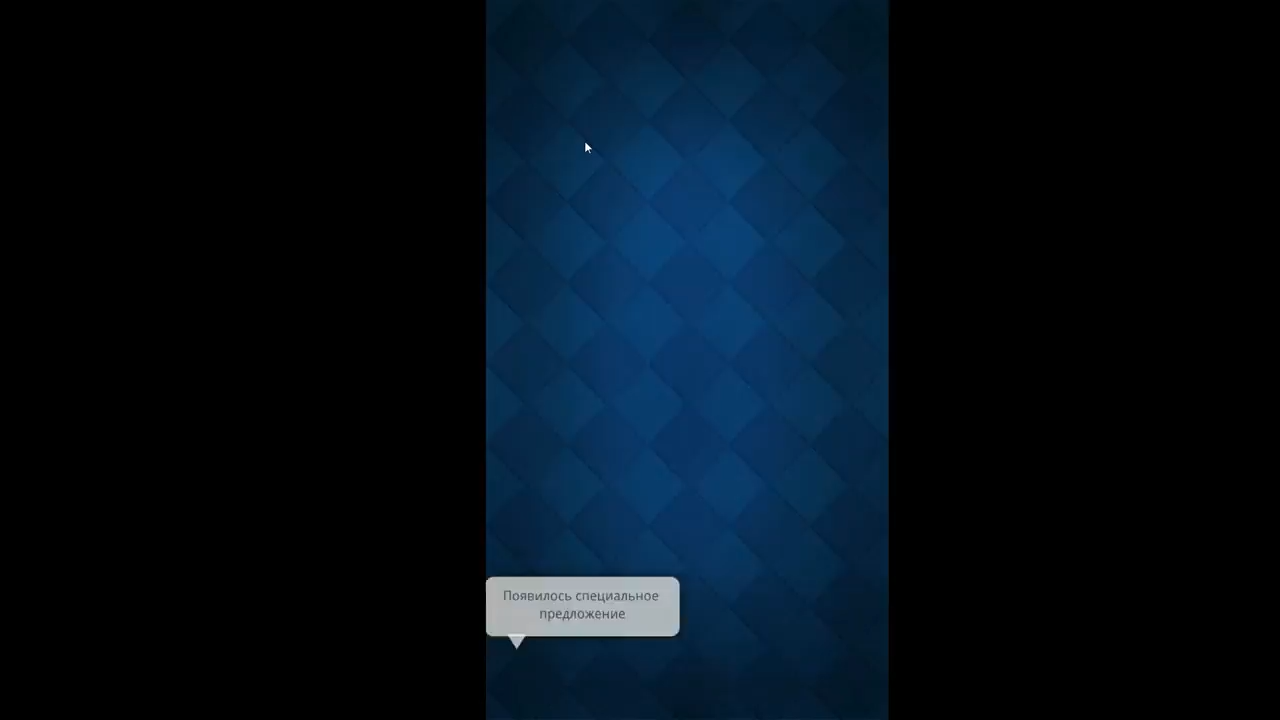 Появилось специальное
предложение